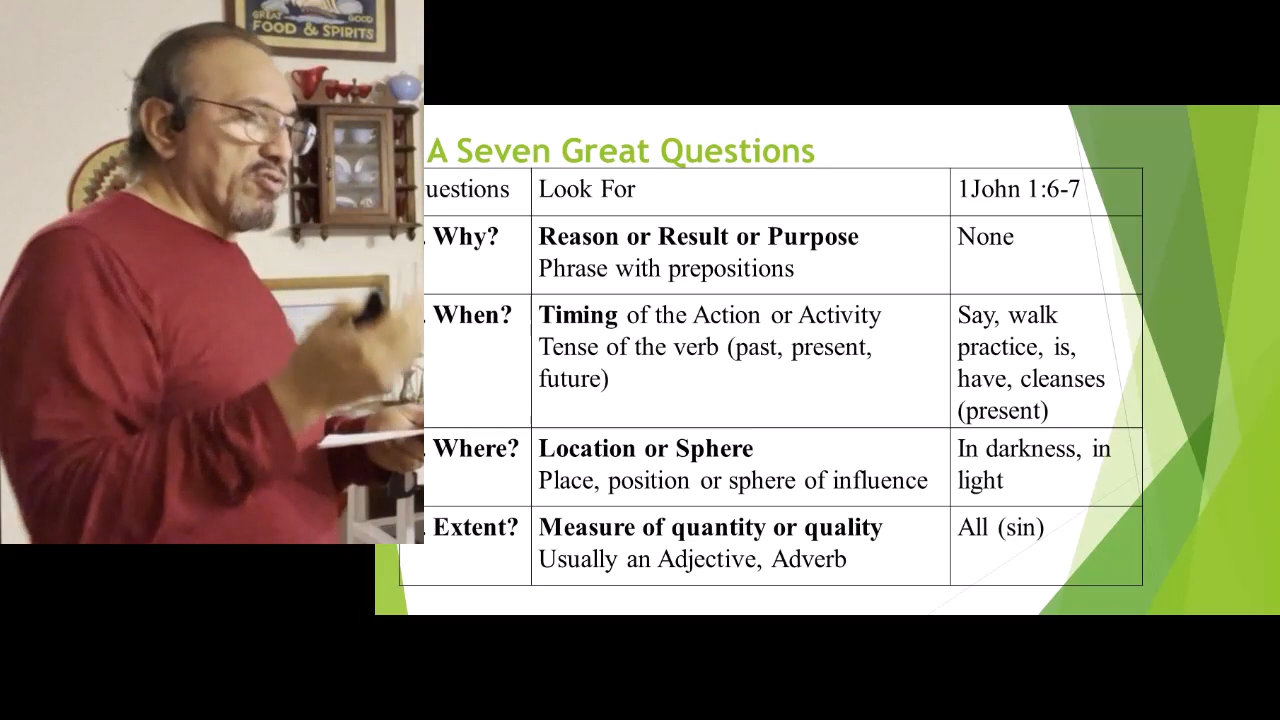 GREAT GOOD
FOOD & SPIRITS
A Seven Great Questions
uestions Look For 1John 1:6-7
. Why? Reason or Result or Purpose None
Phrase with prepositions
. When? Timing of the Action or Activity Say, walk
Tense of the verb (past, present, practice, is,
future) have, cleanses
(present)
. Where? Location or Sphere In darkness, in
Place, position or sphere of influence light
. Extent? Measure of quantity or quality All (sin)
Usually an Adjective, Adverb